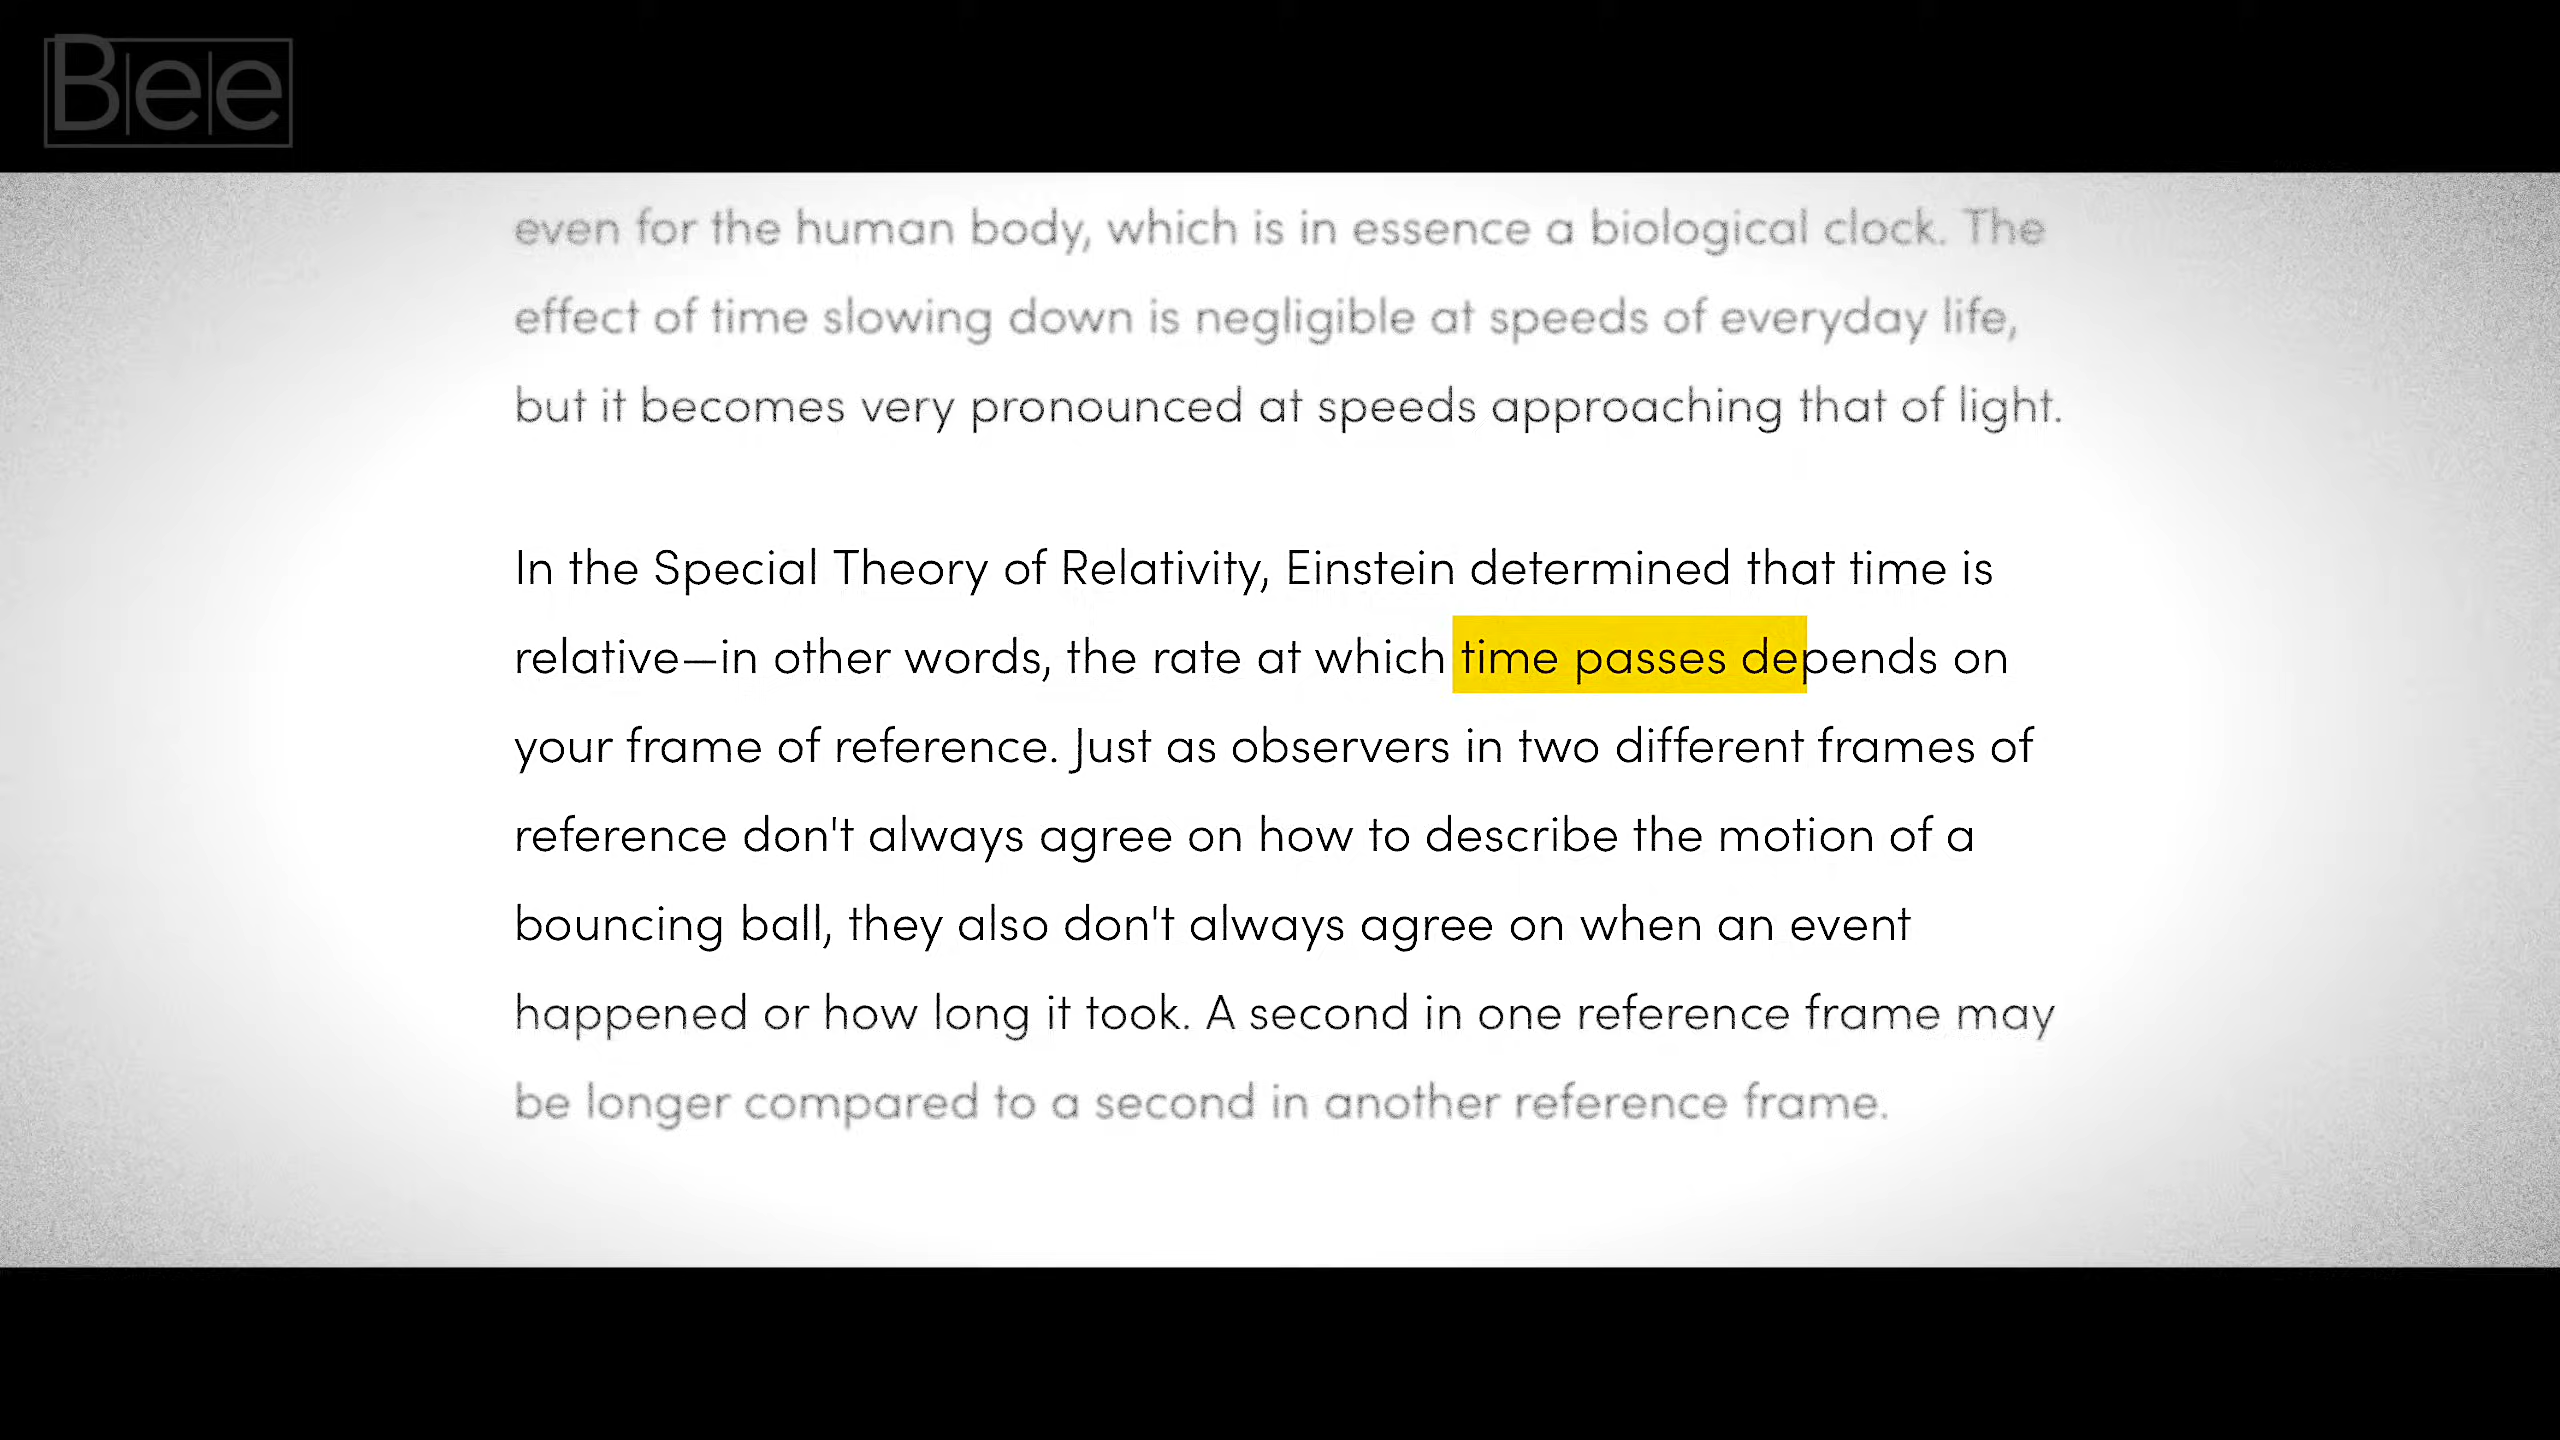 Bee
even for the human body, which is in essence a biological clock. The
effect of time slowing down is negligible at speeds of everyday life,
but it becomes very pronounced at speeds approaching that of light.
In the Special Theory of Relativity, Einstein determined that time is
relative—in other words, the rate at which time passes depends on
your frame of reference. Just as observers in two different frames of
reference don't always agree on how to describe the motion of a
bouncing ball, they also don't always agree on when an event
happened or how long it took. A second in one reference frame may
be longer compared to a second in another reference frame.